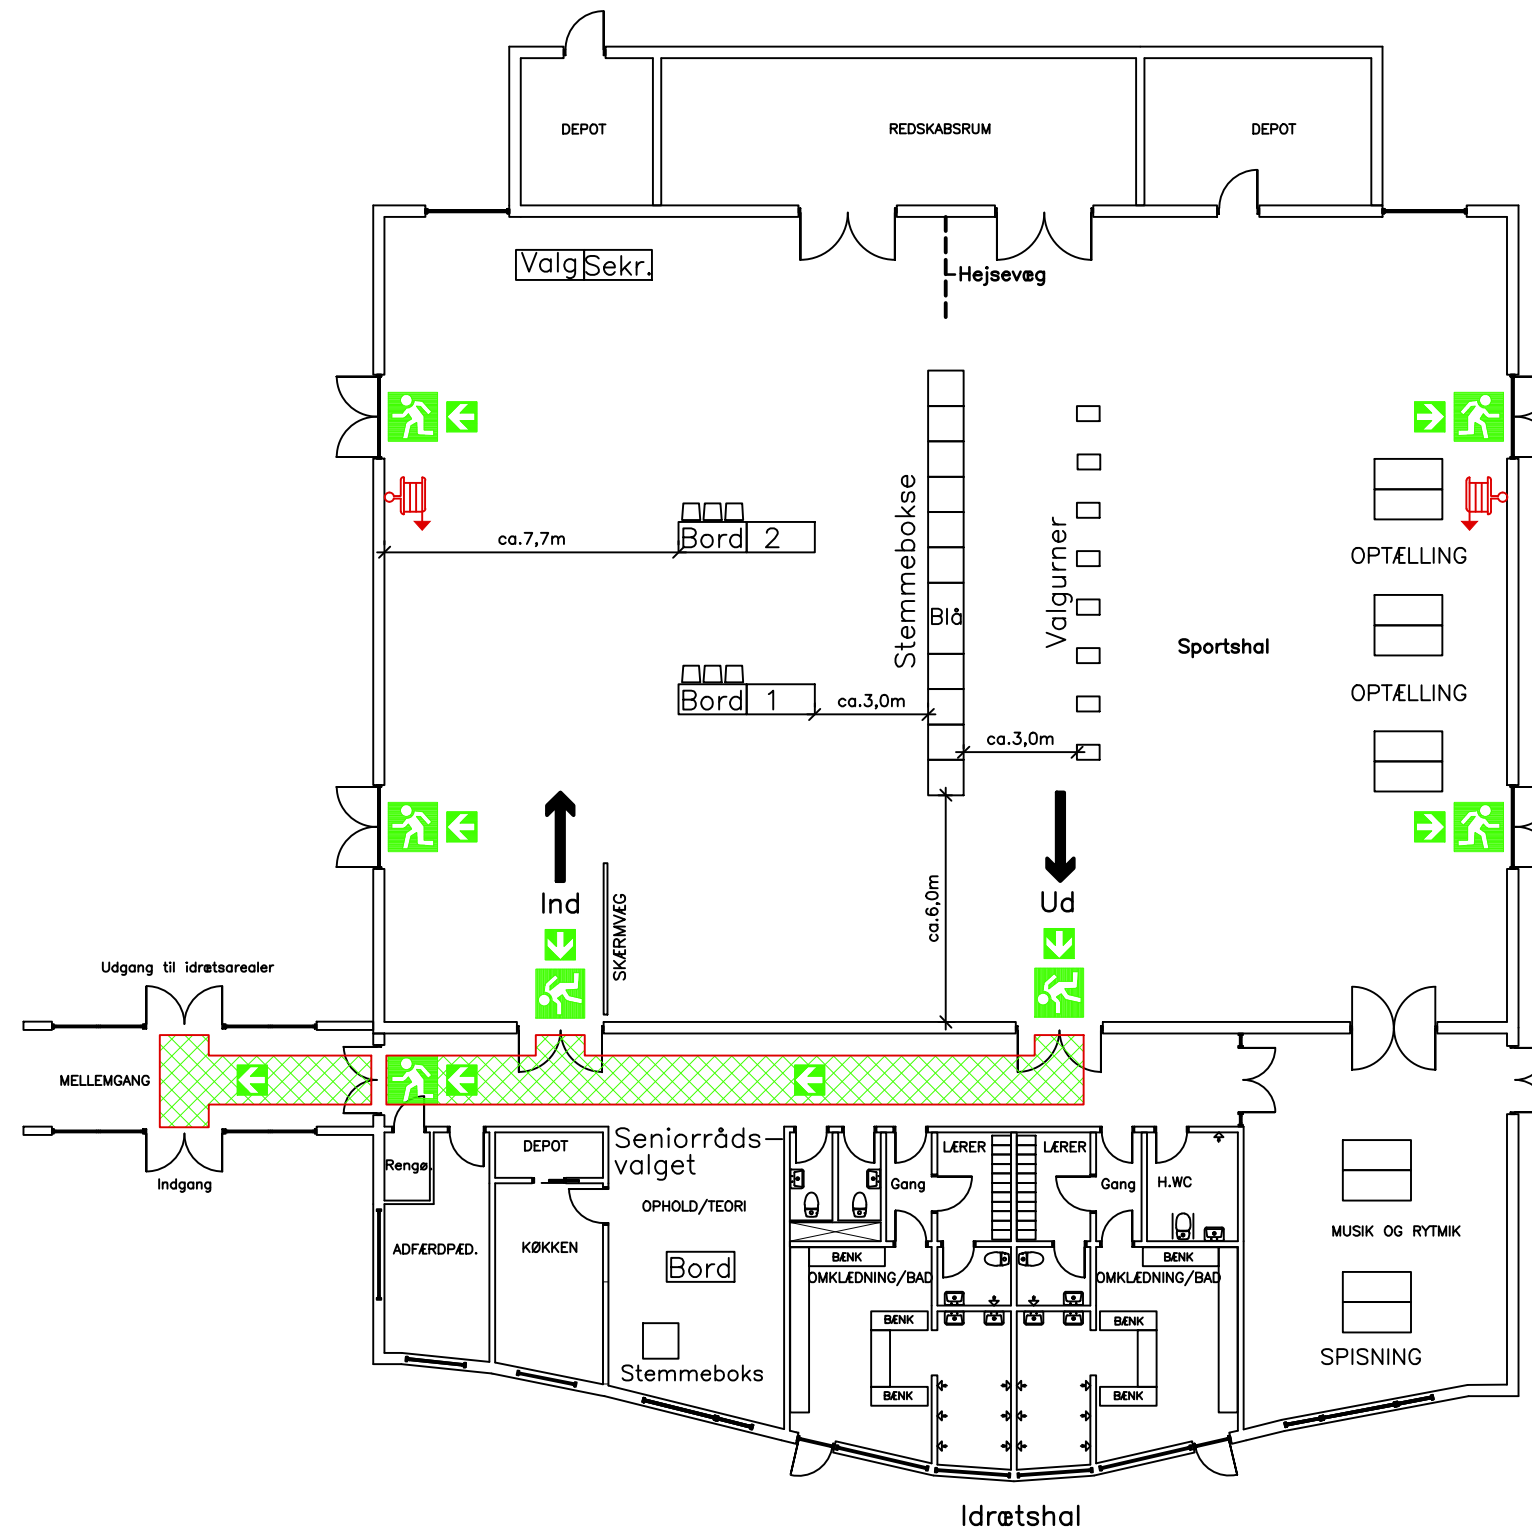 DEPOT
REDSKABSRUM
DEPOT
Valg Sekr.
Hejsevæg
ca.7,7m
Bord 2
Stemmebokse
Blå
Valgurner
OPTÆLLING
Sportshal
OPTÆLLING
Bord 1
ca.3,0m
ca.3,0m
ca.6,0m
Ind
SKÆRMVÆG
Ud
Udgang til idrætsarealer
MELLEMGANG
Indgang
Rengø.
DEPOT
Seniorråds-
valget
OPHOLD/TEORI
LÆRER
LÆRER
Gang
Gang
H.WC
ADFÆRDPÆD.
KØKKEN
MUSIK OG RYTMIK
Bord
BÆNK
BÆNK
OMKLÆDNING/BAD
OMKLÆDNING/BAD
BÆNK
BÆNK
Stemmeboks
BÆNK
BÆNK
SPISNING
Idrætshal